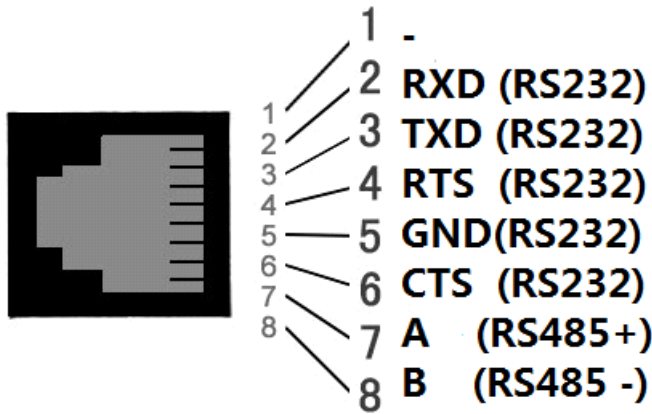 1 1 -
2 2 RXD (RS232)
3 3 TXD (RS232)
4 4 RTS (RS232)
5 5 GND(RS232)
6 6 CTS (RS232)
7 7 A (RS485+)
8 8 B (RS485 -)